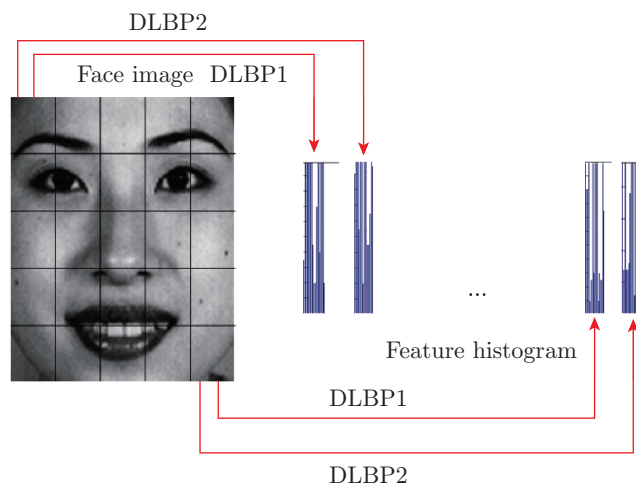 DLBP2
Face image DLBP1
...
Feature histogram
DLBP1
DLBP2